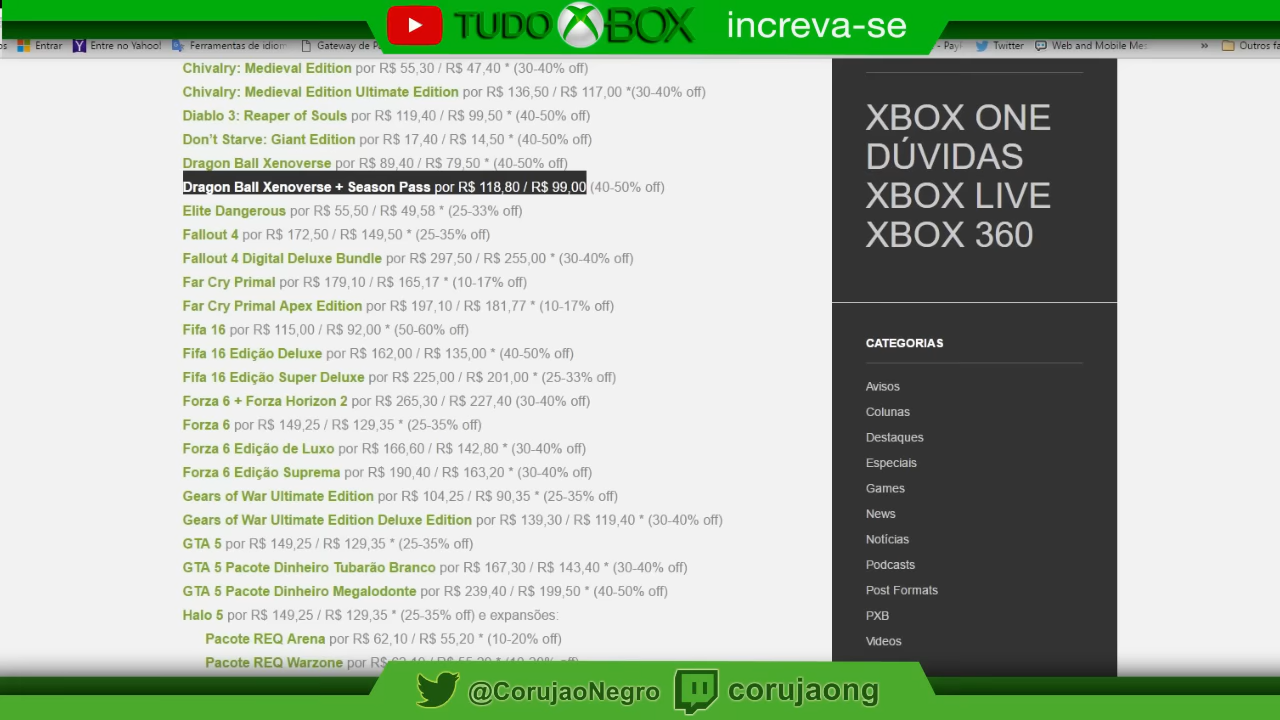 TUDO XBOX increva-se
Entrar Entre no Yahoo! Ferramentas de idiom Gateway de Pa - Payl Twitter Web and Mobile Me: » Outros fa
Chivalry: Medieval Edition por R$ 55,30 / R$ 47,40 * (30-40% off)
Chivalry: Medieval Edition Ultimate Edition por R$ 136,50 / R$ 117,00 *(30-40% off)
Diablo 3: Reaper of Souls por R$ 119,40 / R$ 99,50 * (40-50% off)
Don't Starve: Giant Edition por R$ 17,40 / R$ 14,50 * (40-50% off)
Dragon Ball Xenoverse por R$ 89,40 / R$ 79,50 * (40-50% off)
Dragon Ball Xenoverse + Season Pass por R$ 118,80 / R$ 99,00 (40-50% off)
Elite Dangerous por R$ 55,50 / R$ 49,58 * (25-33% off)
Fallout 4 por R$ 172,50 / R$ 149,50 * (25-35% off)
Fallout 4 Digital Deluxe Bundle por R$ 297,50 / R$ 255,00 * (30-40% off)
Far Cry Primal por R$ 179,10 / R$ 165,17 * (10-17% off)
Far Cry Primal Apex Edition por R$ 197,10 / R$ 181,77 * (10-17% off)
Fifa 16 por R$ 115,00 / R$ 92,00 * (50-60% off)
Fifa 16 Edição Deluxe por R$ 162,00 / R$ 135,00 * (40-50% off)
Fifa 16 Edição Super Deluxe por R$ 225,00 / R$ 201,00 * (25-33% off)
Forza 6 + Forza Horizon 2 por R$ 265,30 / R$ 227,40 (30-40% off)
Forza 6 por R$ 149,25 / R$ 129,35 * (25-35% off)
Forza 6 Edição de Luxo por R$ 166,60 / R$ 142,80 * (30-40% off)
Forza 6 Edição Suprema por R$ 190,40 / R$ 163,20 * (30-40% off)
Gears of War Ultimate Edition por R$ 104,25 / R$ 90,35 * (25-35% off)
Gears of War Ultimate Edition Deluxe Edition por R$ 139,30 / R$ 119,40 * (30-40% off)
GTA 5 por R$ 149,25 / R$ 129,35 * (25-35% off)
GTA 5 Pacote Dinheiro Tubarão Branco por R$ 167,30 / R$ 143,40 * (30-40% off)
GTA 5 Pacote Dinheiro Megalodonte por R$ 239,40 / R$ 199,50 * (40-50% off)
Halo 5 por R$ 149,25 / R$ 129,35 * (25-35% off) e expansões:
Pacote REQ Arena por R$ 62,10 / R$ 55,20 * (10-20% off)
Pacote REQ Warzone por R$
XBOX ONE
DÚVIDAS
XBOX LIVE
XBOX 360
CATEGORIAS
Avisos
Colunas
Destaques
Especiais
Games
News
Notícias
Podcasts
Post Formats
PXB
Videos
@CorujaoNegro corujaong